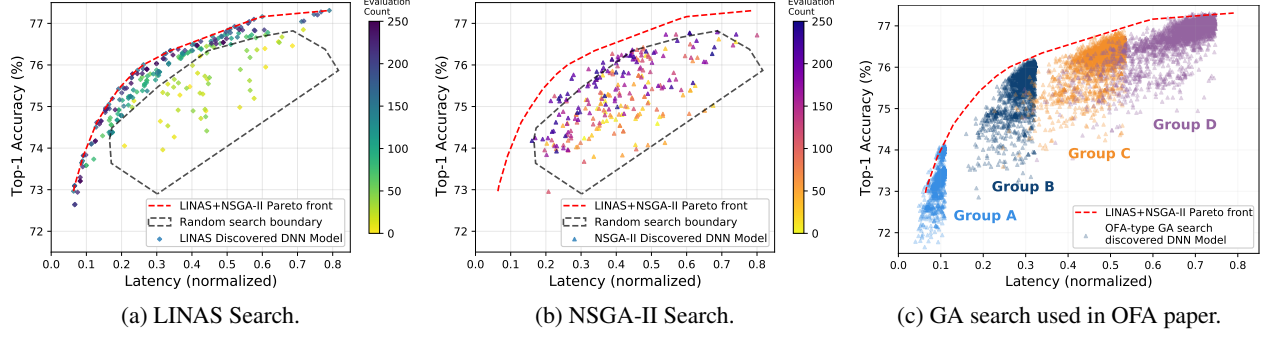 Evaluation
Count
77
76
75
74
73
72
0.0 0.1 0.2 0.3 0.4 0.5 0.6 0.7 0.8
Top-1 Accuracy (%)
Latency (normalized)
LINAS+NSGA-II Pareto front
Random search boundary
LINAS Discovered DNN Model
250
200
150
100
50
0
(a) LINAS Search.
Evaluation
Count
77
76
75
74
73
72
0.0 0.1 0.2 0.3 0.4 0.5 0.6 0.7 0.8
Top-1 Accuracy (%)
Latency (normalized)
LINAS+NSGA-II Pareto front
Random search boundary
NSGA-II Discovered DNN Model
250
200
150
100
50
0
(b) NSGA-II Search.
77
76
75
74
73
72
0.0 0.1 0.2 0.3 0.4 0.5 0.6 0.7 0.8
Top-1 Accuracy (%)
Latency (normalized)
Group D
Group C
Group B
Group A
LINAS+NSGA-II Pareto front
OFA-type GA search
discovered DNN Model
(c) GA search used in OFA paper.